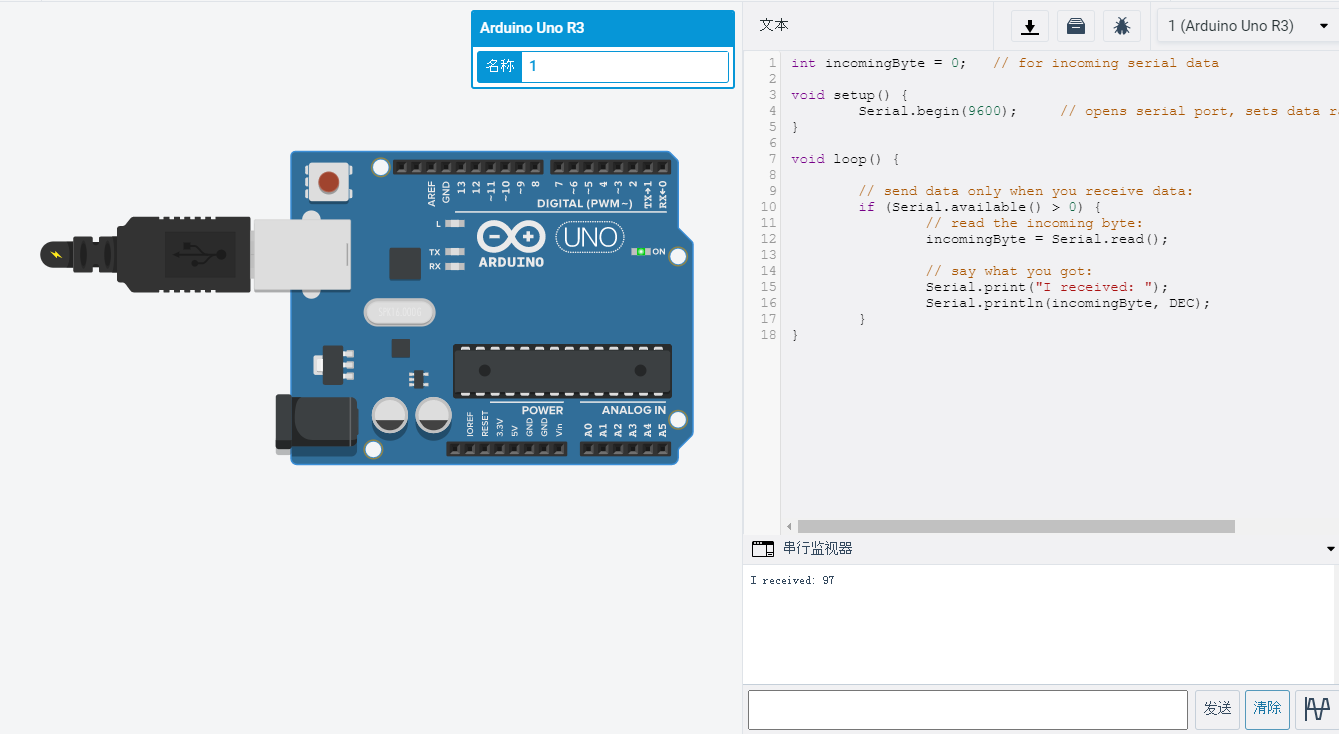 Arduino Uno R3
名称 1
AREF
GND
13
12
~11
~10
~9
8
7
~6
~5
4
~3
2
TX→1
RX←0
DIGITAL (PWM~)
L
TX
RX
ARDUINO
UNO
ON
IOREF
RESET
3.3V
5V
GND
GND
Vin
POWER
ANALOG IN
A0
A1
A2
A3
A4
A5
文本
1 (Arduino Uno R3)
1 int incomingByte = 0;   // for incoming serial data
2
3 void setup() {
4         Serial.begin(9600);     // opens serial port, sets data r
5 }
6
7 void loop() {
8
9         // send data only when you receive data:
10         if (Serial.available() > 0) {
11                 // read the incoming byte:
12                 incomingByte = Serial.read();
13
14                 // say what you got:
15                 Serial.print("I received: ");
16                 Serial.println(incomingByte, DEC);
17         }
18 }
串行监视器
I received: 97
发送
清除